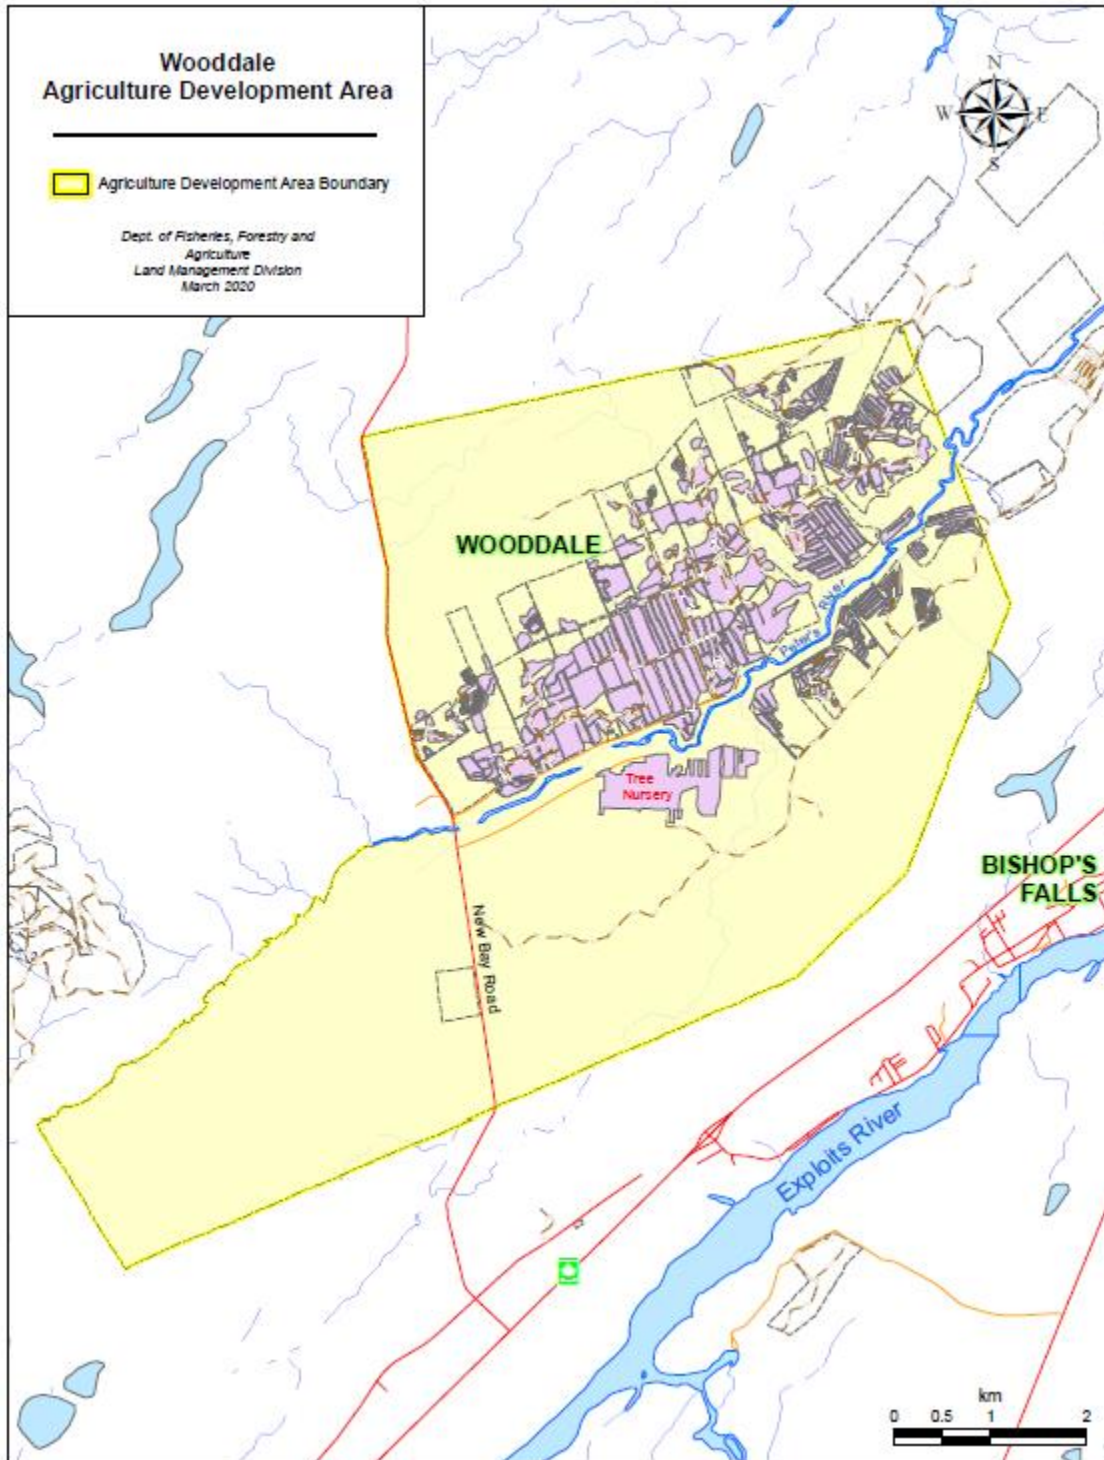 Wooddale
Agriculture Development Area
Agriculture Development Area Boundary
Dept. of Fisheries, Forestry and
Agriculture
Land Management Division
March 2020
N
W
E
S
WOODDALE
Peter's River
Tree
Nursery
BISHOP'S
FALLS
New Bay Road
Exploits River
km
0 0.5 1 2